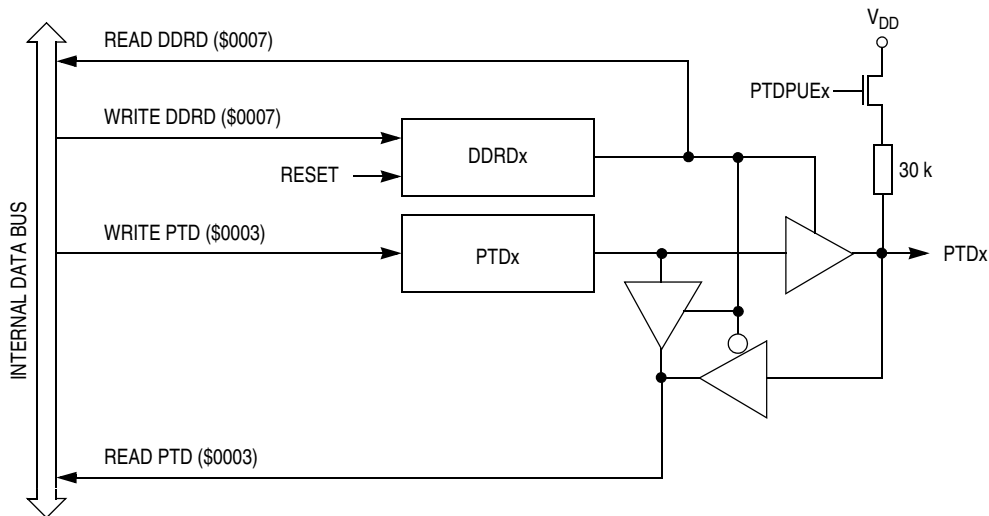 READ DDRD ($0007)
VDD
PTDPUEx
WRITE DDRD ($0007)
DDRDx
RESET
30 k
WRITE PTD ($0003)
PTDx
PTDx
INTERNAL DATA BUS
READ PTD ($0003)